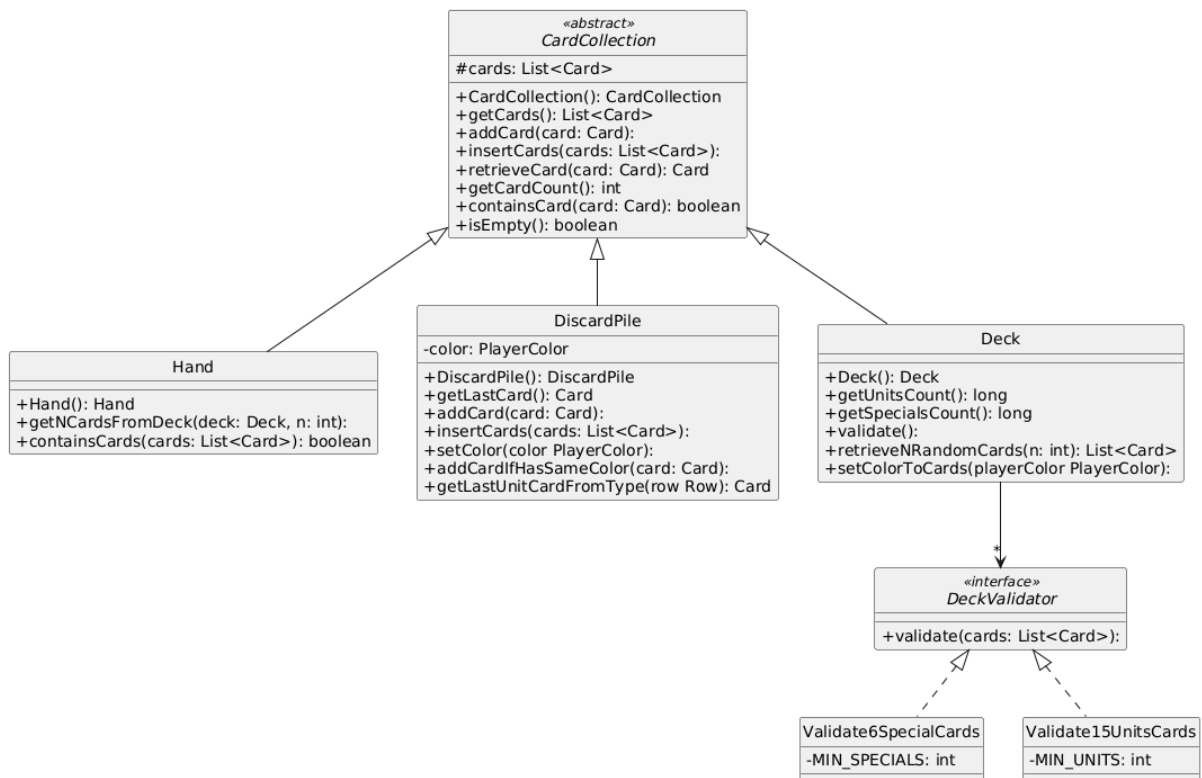 «abstract»
CardCollection
#cards: List<Card>
+CardCollection(): CardCollection
+getCards(): List<Card>
+addCard(card: Card):
+insertCards(cards: List<Card>):
+retrieveCard(card: Card): Card
+getCardCount(): int
+containsCard(card: Card): boolean
+isEmpty(): boolean
Hand
+Hand(): Hand
+getNCardsFromDeck(deck: Deck, n: int):
+containsCards(cards: List<Card>): boolean
DiscardPile
-color: PlayerColor
+DiscardPile(): DiscardPile
+getLastCard(): Card
+addCard(card: Card):
+insertCards(cards: List<Card>):
+setColor(color PlayerColor):
+addCardIfHasSameColor(card: Card):
+getLastUnitCardFromType(row Row): Card
Deck
+Deck(): Deck
+getUnitsCount(): long
+getSpecialsCount(): long
+validate():
+retrieveNRandomCards(n: int): List<Card>
+setColorToCards(playerColor PlayerColor):
*
«interface»
DeckValidator
+validate(cards: List<Card>):
Validate6SpecialCards
-MIN_SPECIALS: int
Validate15UnitsCards
-MIN_UNITS: int